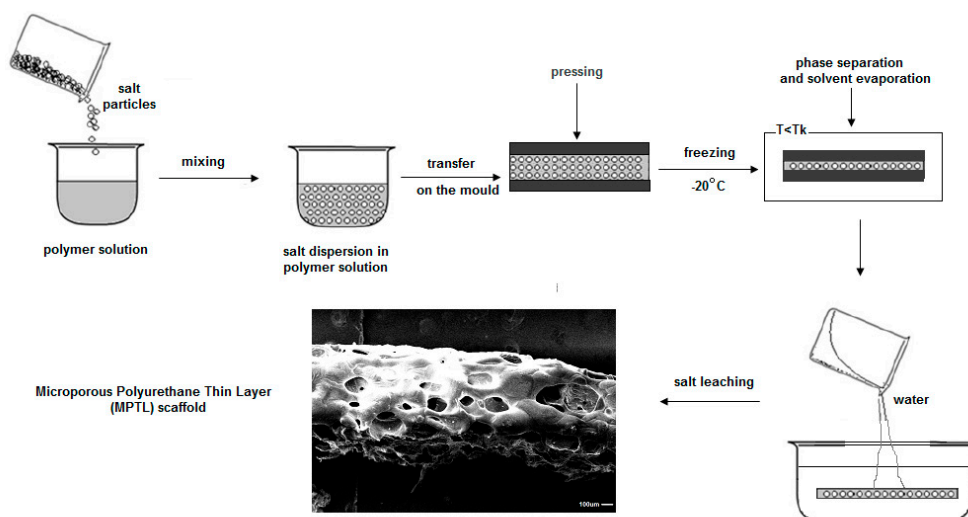 salt
particles
polymer solution
mixing
salt dispersion in
polymer solution
transfer
on the mould
pressing
freezing
-20°C
phase separation
and solvent evaporation
T<Tk
water
salt leaching
100um
Microporous Polyurethane Thin Layer
(MPTL) scaffold